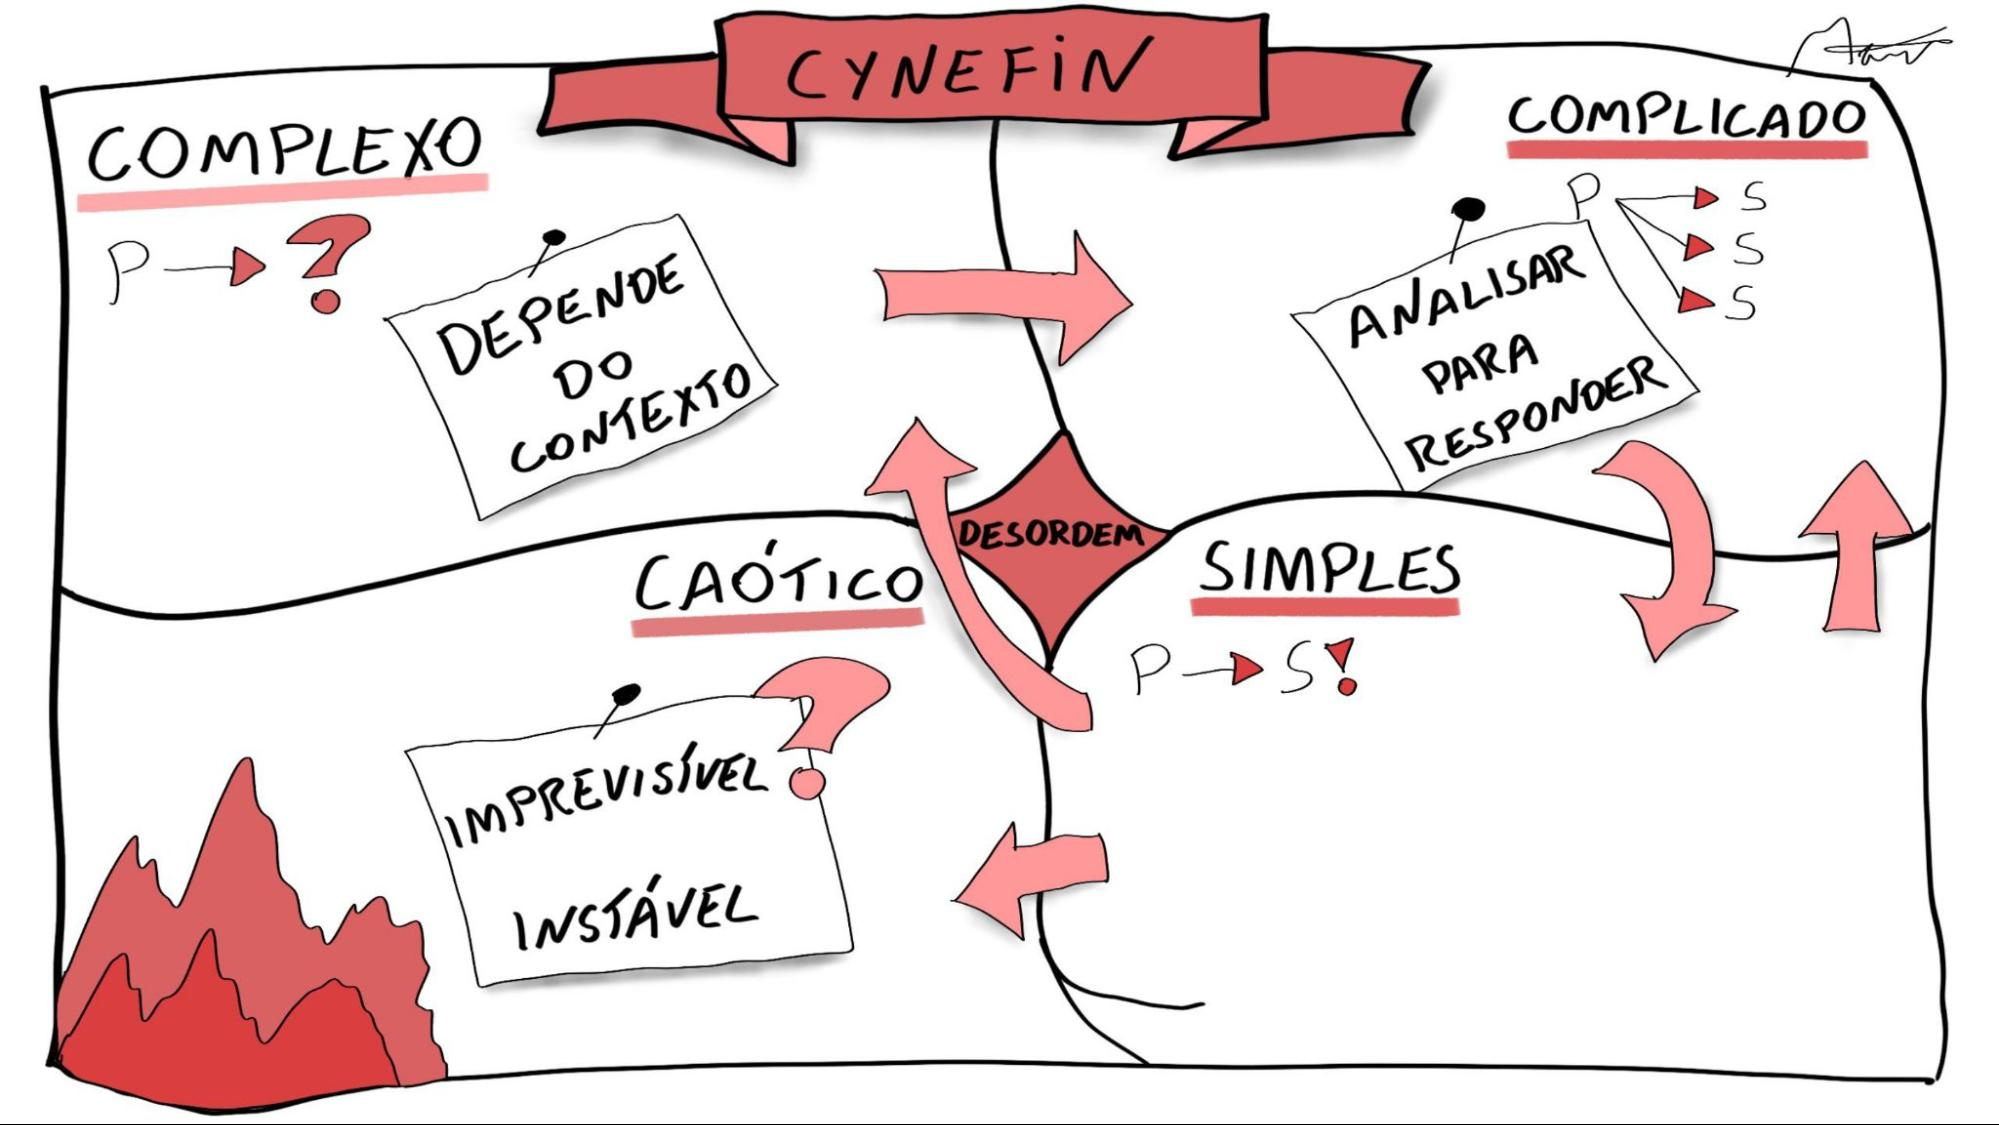 CYNEFIN
COMPLEXO
P ?
DEPENDE
DO
CONTEXTO
COMPLICADO
P S
S
S
ANALISAR
PARA
RESPONDER
DESORDEM
CAÓTICO
?
IMPREVISÍVEL
INSTÁVEL
SIMPLES
P S!